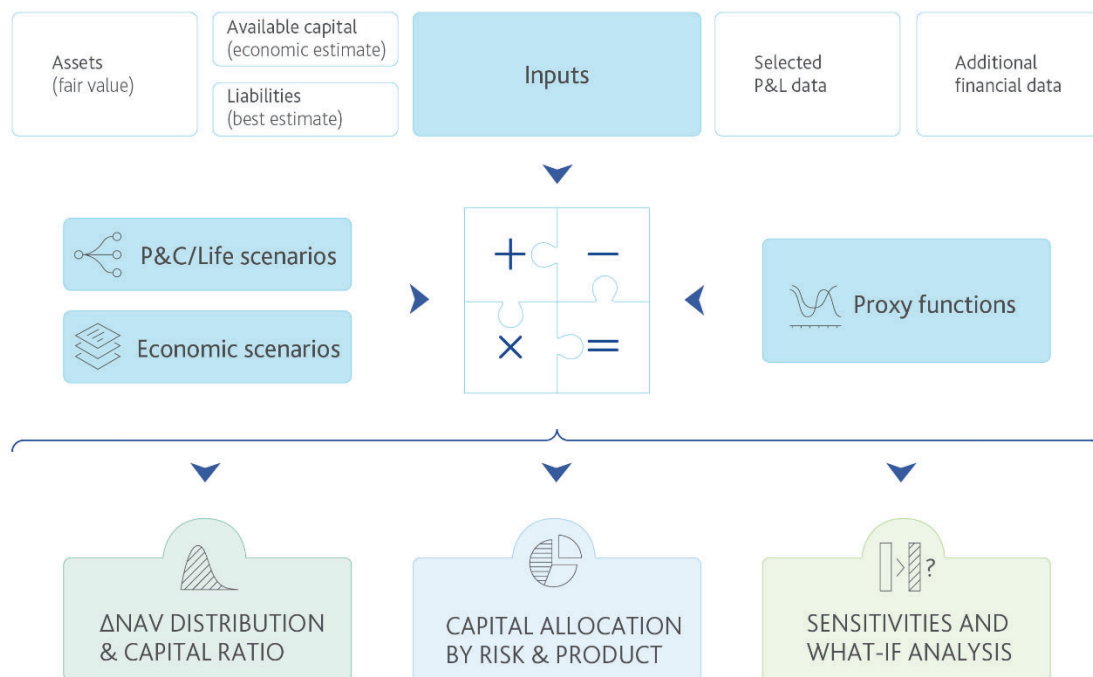 Assets
(fair value)
Available capital
(economic estimate)
Liabilities
(best estimate)
Inputs
Selected
P&L data
Additional
financial data
P&C/Life scenarios
Economic scenarios
+
−
×
=
Proxy functions
?
ΔNAV DISTRIBUTION
& CAPITAL RATIO
CAPITAL ALLOCATION
BY RISK & PRODUCT
SENSITIVITIES AND
WHAT-IF ANALYSIS